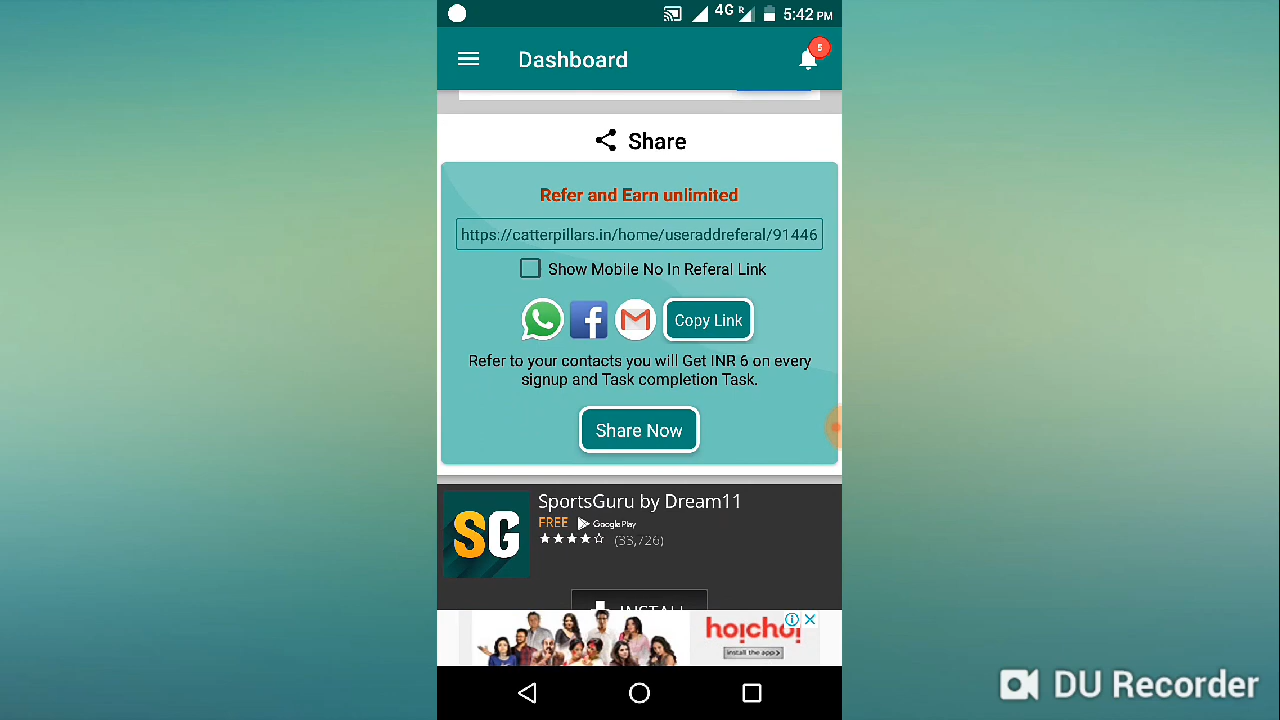 4G R 5:42 PM
Dashboard
5
Share
Refer and Earn unlimited
https://catterpillars.in/home/useraddreferal/91446
Show Mobile No In Referal Link
Copy Link
Refer to your contacts you will Get INR 6 on every
signup and Task completion Task.
Share Now
SportsGuru by Dream11
FREE Google Play
(33,726)
SG
INSTALL
hoichoi
install the app>
DU Recorder